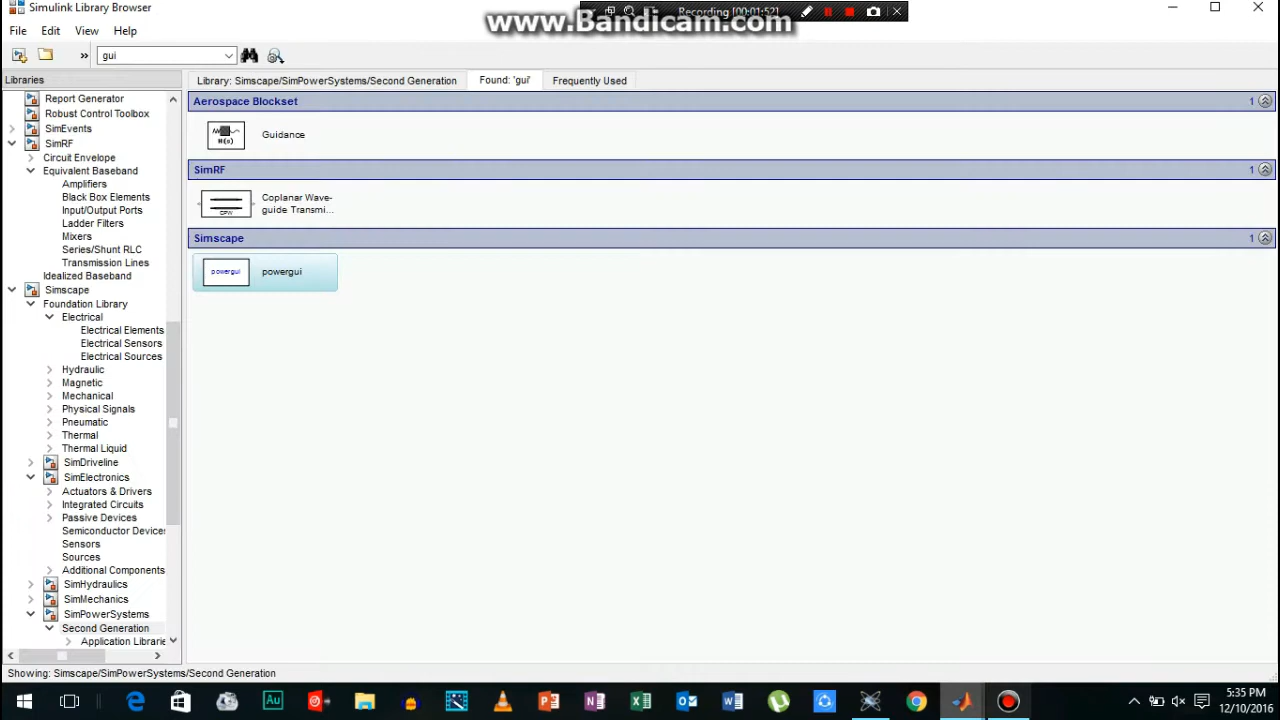 Simulink Library Browser
Recording [00:01:52]
www.Bandicam.com
File Edit View Help
» gui
Libraries
Library: Simscape/SimPowerSystems/Second Generation Found: 'gui' Frequently Used
Report Generator
Robust Control Toolbox
SimEvents
SimRF
Circuit Envelope
Equivalent Baseband
Amplifiers
Black Box Elements
Input/Output Ports
Ladder Filters
Mixers
Series/Shunt RLC
Transmission Lines
Idealized Baseband
Simscape
Foundation Library
Electrical
Electrical Elements
Electrical Sensors
Electrical Sources
Hydraulic
Magnetic
Mechanical
Physical Signals
Pneumatic
Thermal
Thermal Liquid
SimDriveline
SimElectronics
Actuators & Drivers
Integrated Circuits
Passive Devices
Semiconductor Devices
Sensors
Sources
Additional Components
SimHydraulics
SimMechanics
SimPowerSystems
Second Generation
Application Librarie
Aerospace Blockset 1
H(s)
Guidance
SimRF 1
CPW
Coplanar Wave-
guide Transmi...
Simscape 1
powergui
powergui
Showing: Simscape/SimPowerSystems/Second Generation
5:35 PM
12/10/2016